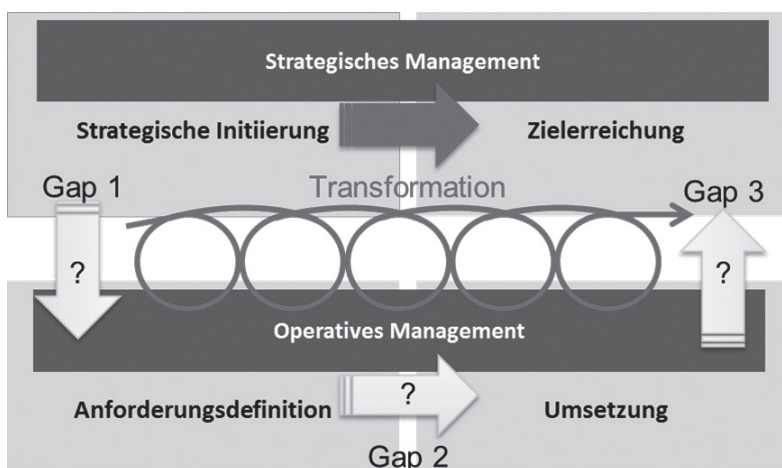 Strategisches Management
Strategische Initiierung
Zielerreichung
Gap 1
Transformation
Gap 3
?
?
Operatives Management
Anforderungsdefinition
?
Umsetzung
Gap 2